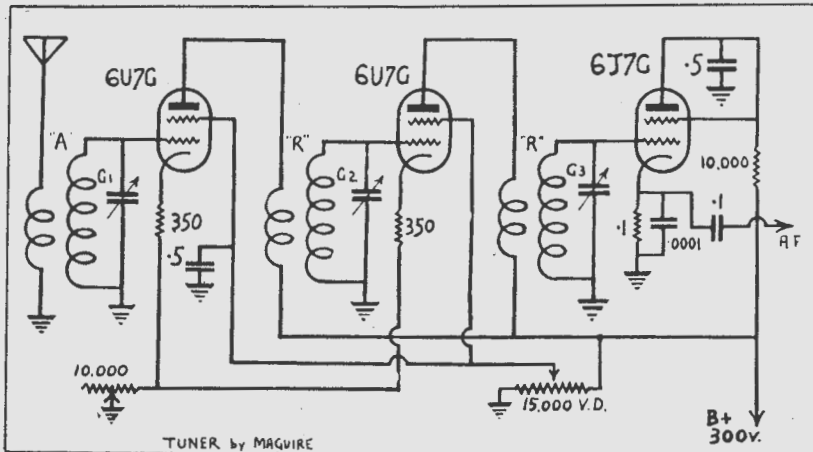 6U7G
6U7G
6J7G
.5
"A"
"R"
"R"
G1
G2
G3
10,000
350
350
.5
.1
.0001
.1
AF
10.000
15,000 V.D.
B+
300V.
TUNER by MAGUIRE